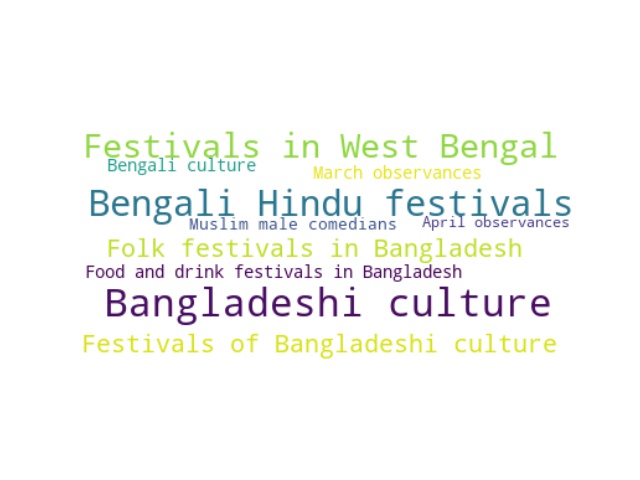 Festivals in West Bengal
Bengali culture
March observances
Bengali Hindu festivals
Muslim male comedians
April observances
Folk festivals in Bangladesh
Food and drink festivals in Bangladesh
Bangladeshi culture
Festivals of Bangladeshi culture